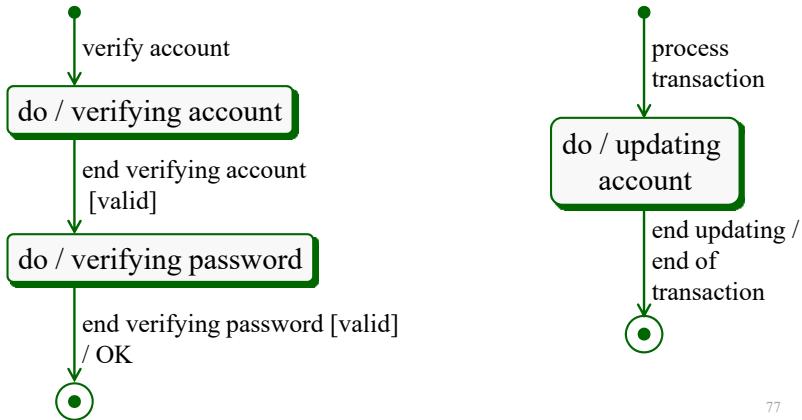 verify account
do / verifying account
end verifying account
[valid]
do / verifying password
end verifying password [valid]
/ OK
process
transaction
do / updating
account
end updating /
end of
transaction
77